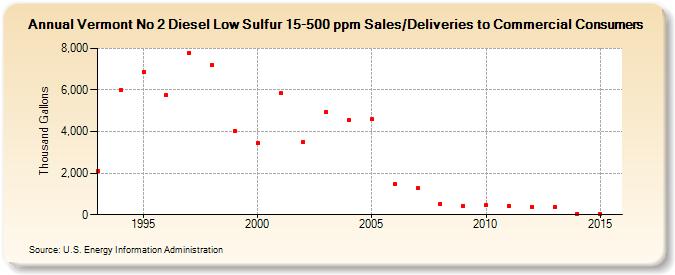 Annual Vermont No 2 Diesel Low Sulfur 15-500 ppm Sales/Deliveries to Commercial Consumers
Thousand Gallons
8,000
6,000
4,000
2,000
0
1995 2000 2005 2010 2015
Source: U.S. Energy Information Administration